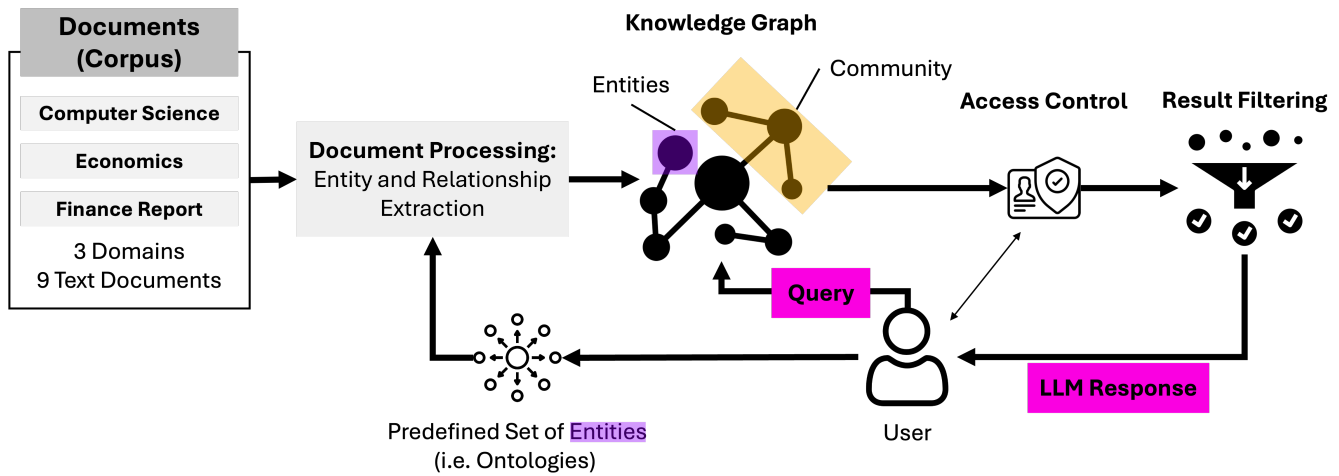 Documents
(Corpus)
Computer Science
Economics
Finance Report
3 Domains
9 Text Documents
Document Processing:
Entity and Relationship
Extraction
Knowledge Graph
Entities
Community
Access Control
Result Filtering
Query
LLM Response
User
Predefined Set of Entities
(i.e. Ontologies)